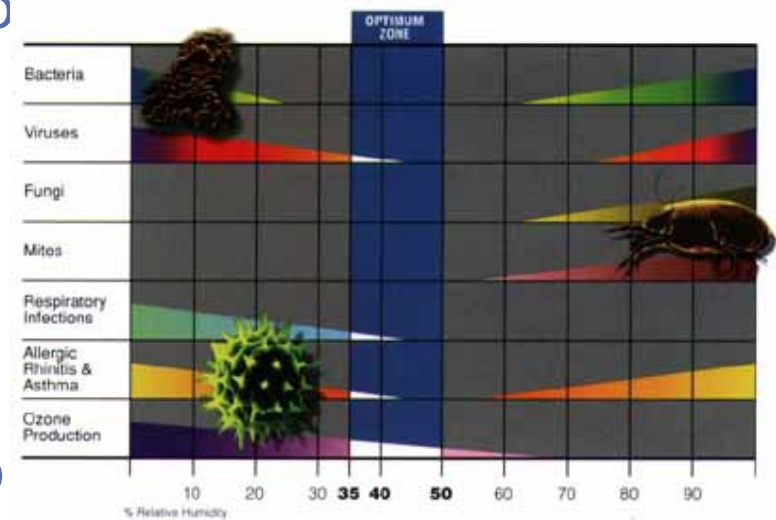 OPTIMUM
ZONE
Bacteria
Viruses
Fungi
Mites
Respiratory
Infections
Allergic
Rhinitis &
Asthma
Ozone
Production
10 20 30 35 40 50 60 70 80 90
% Relative Humidity